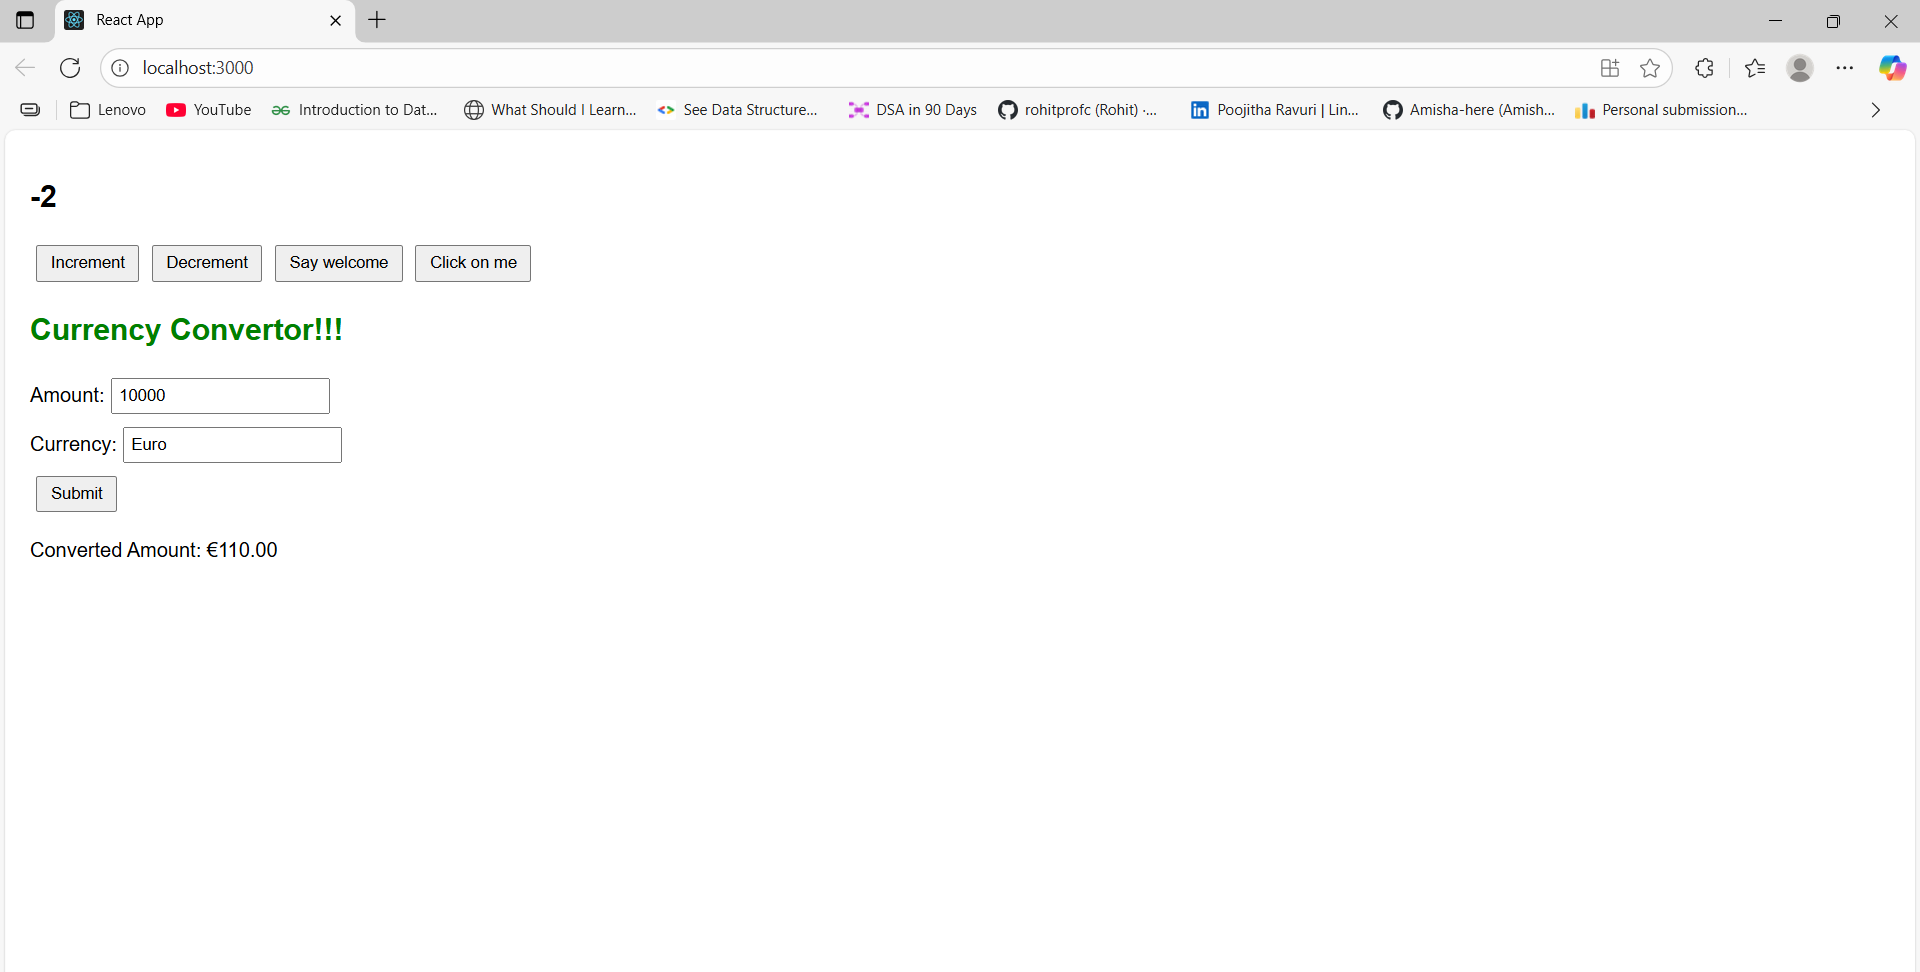 React App
localhost:3000
Lenovo YouTube Introduction to Dat... What Should I Learn... See Data Structure... DSA in 90 Days rohitprofc (Rohit) ·... Poojitha Ravuri | Lin... Amisha-here (Amish... Personal submission...
-2
Increment Decrement Say welcome Click on me
Currency Convertor!!!
Amount: 10000
Currency: Euro
Submit
Converted Amount: €110.00